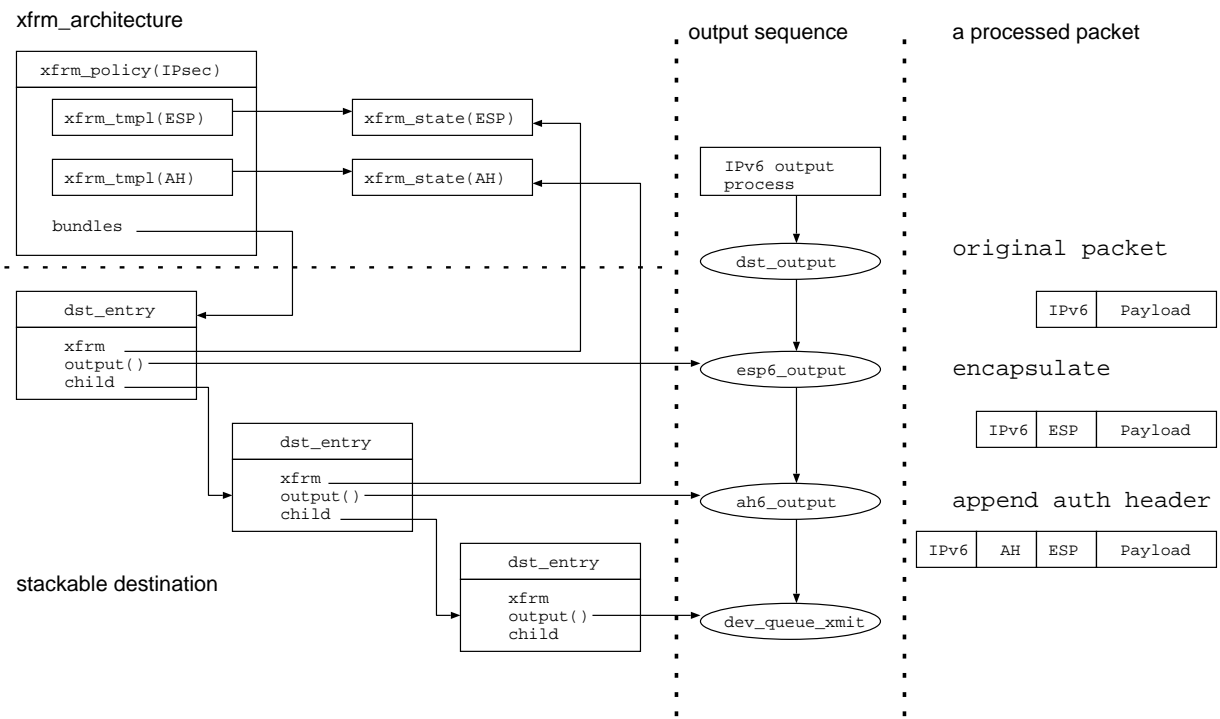 xfrm_architecture
xfrm_policy(IPsec)
xfrm_tmpl(ESP)
xfrm_state(ESP)
xfrm_tmpl(AH)
xfrm_state(AH)
bundles
dst_entry
xfrm
output()
child
dst_entry
xfrm
output()
child
dst_entry
xfrm
output()
child
stackable destination
output sequence
IPv6 output
process
dst_output
esp6_output
ah6_output
dev_queue_xmit
a processed packet
original packet
IPv6 Payload
encapsulate
IPv6 ESP Payload
append auth header
IPv6 AH ESP Payload